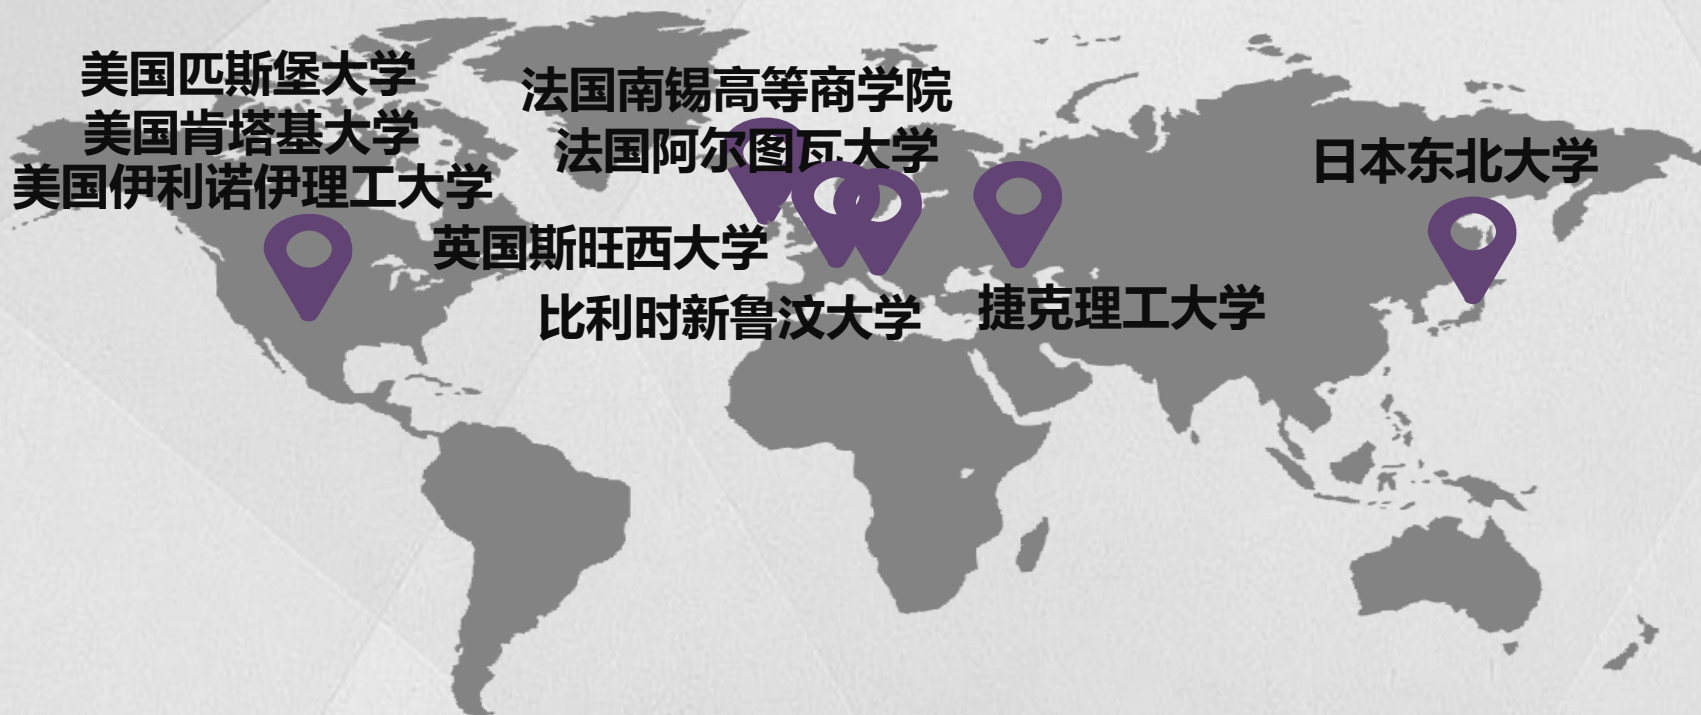 美国匹斯堡大学
美国肯塔基大学
美国伊利诺伊理工大学
法国南锡高等商学院
法国阿尔图瓦大学
英国斯旺西大学
比利时新鲁汶大学
捷克理工大学
日本东北大学